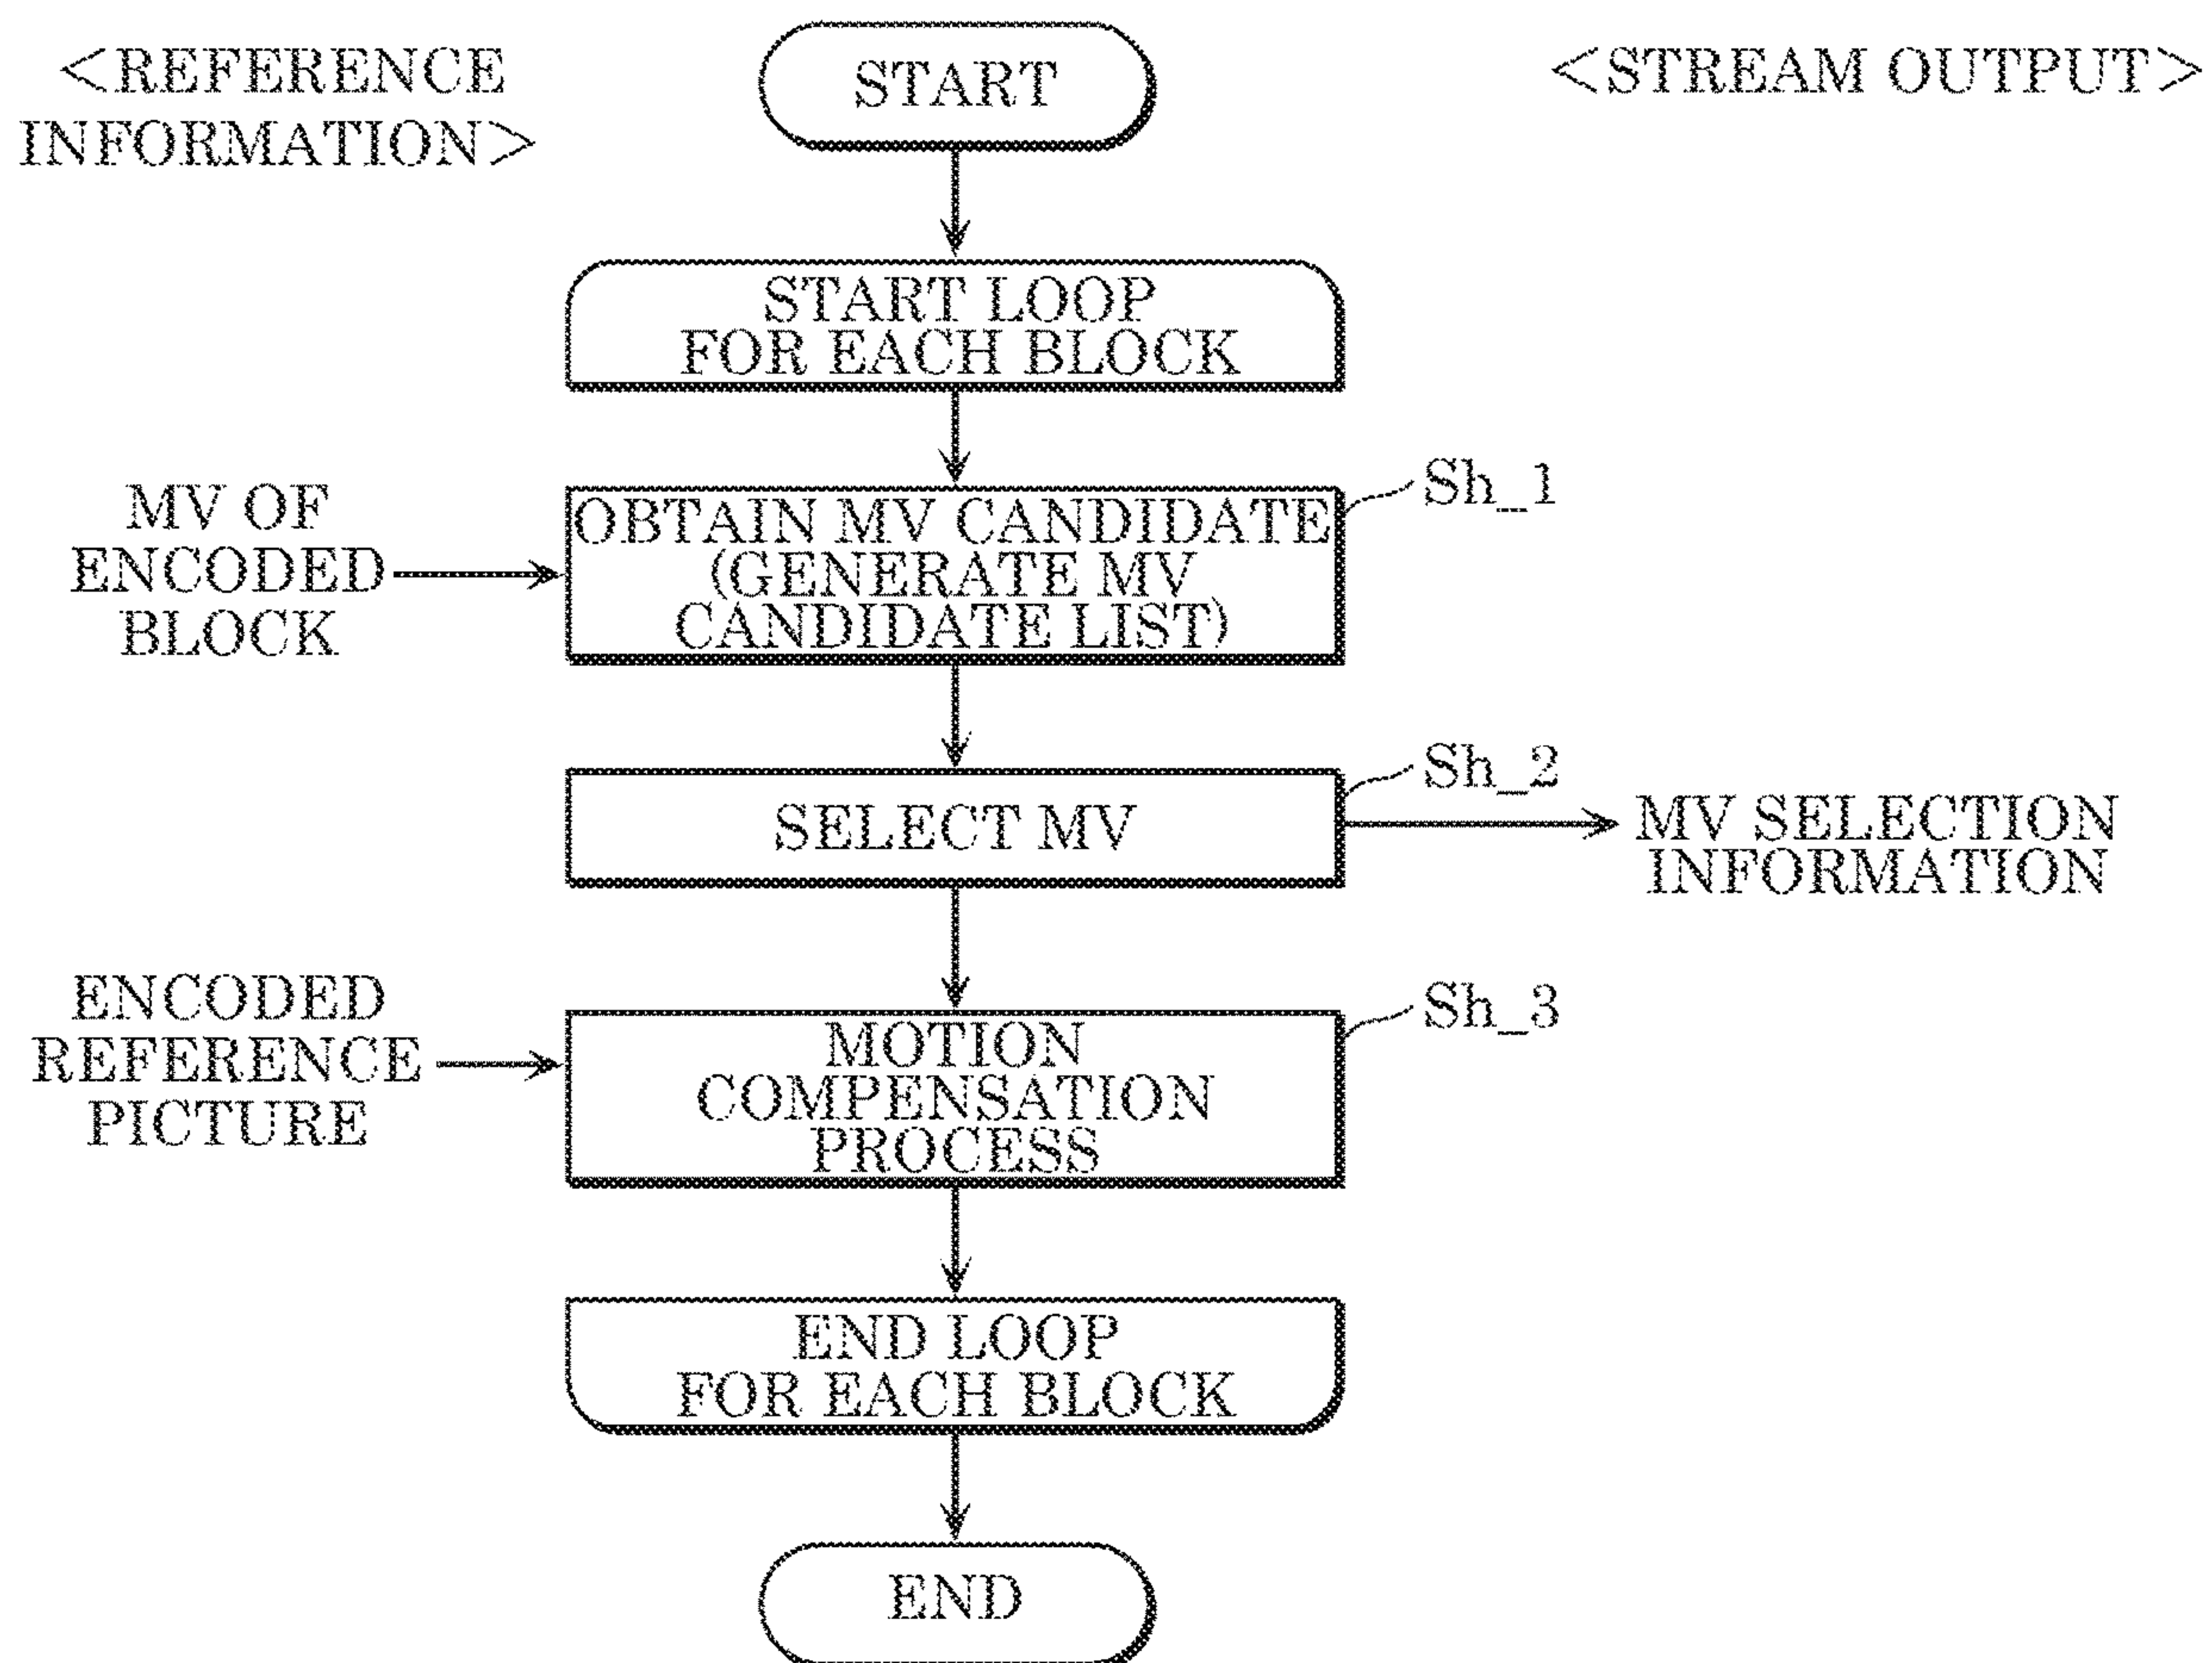 <REFERENCE
INFORMATION>
START
<STREAM OUTPUT>
START LOOP
FOR EACH BLOCK
MV OF
ENCODED
BLOCK
OBTAIN MV CANDIDATE
(GENERATE MV
CANDIDATE LIST)
Sh_1
SELECT MV
Sh_2
MV SELECTION
INFORMATION
ENCODED
REFERENCE
PICTURE
MOTION
COMPENSATION
PROCESS
Sh_3
END LOOP
FOR EACH BLOCK
END